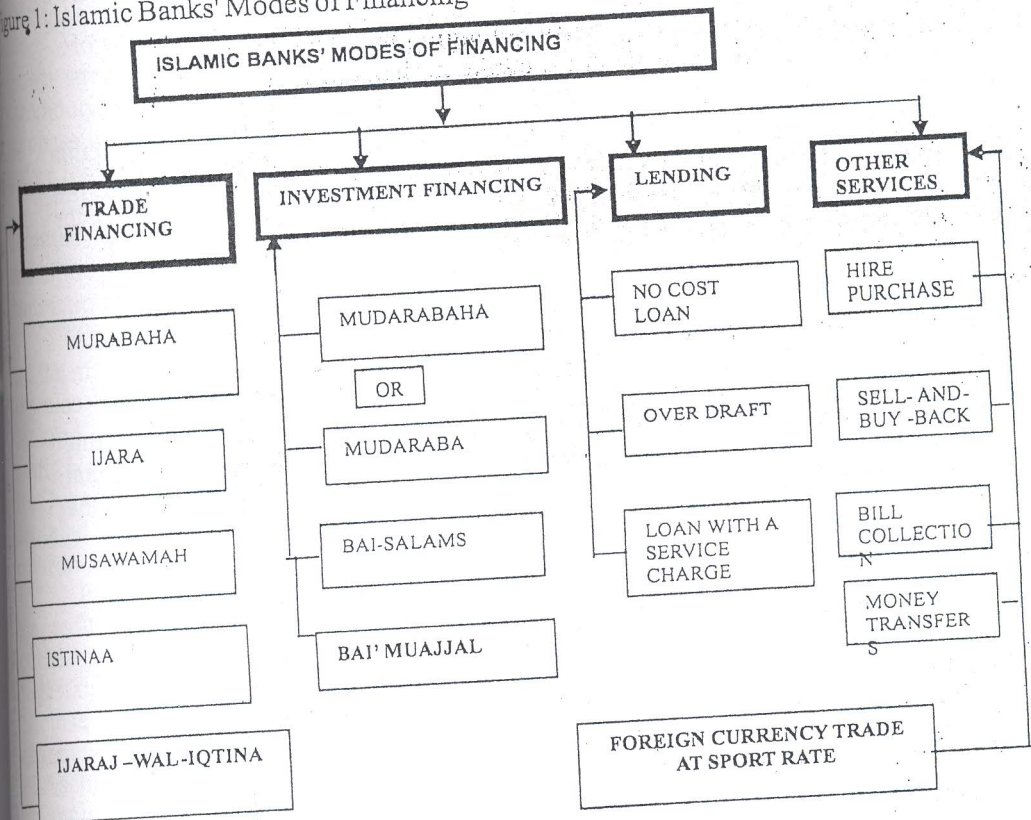 igure 1: Islamic Banks' Modes of Financing
ISLAMIC BANKS' MODES OF FINANCING
TRADE
FINANCING
INVESTMENT FINANCING
LENDING
OTHER
SERVICES
MURABAHA
IJARA
MUSAWAMAH
ISTINAA
IJARAJ –WAL-IQTINA
MUDARABAHA
OR
MUDARABA
BAI-SALAMS
BAI' MUAJJAL
NO COST
LOAN
OVER DRAFT
LOAN WITH A
SERVICE
CHARGE
HIRE
PURCHASE
SELL- AND-
BUY -BACK
BILL
COLLECTIO
N
MONEY
TRANSFER
S
FOREIGN CURRENCY TRADE
AT SPORT RATE